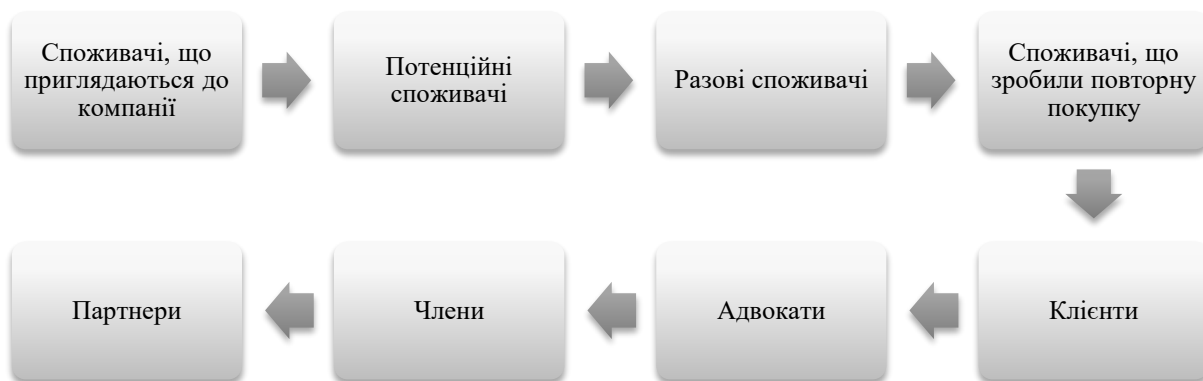 Споживачі, що
приглядаються до
компанії
Потенційні
споживачі
Разові споживачі
Споживачі, що
зробили повторну
покупку
Клієнти
Адвокати
Члени
Партнери